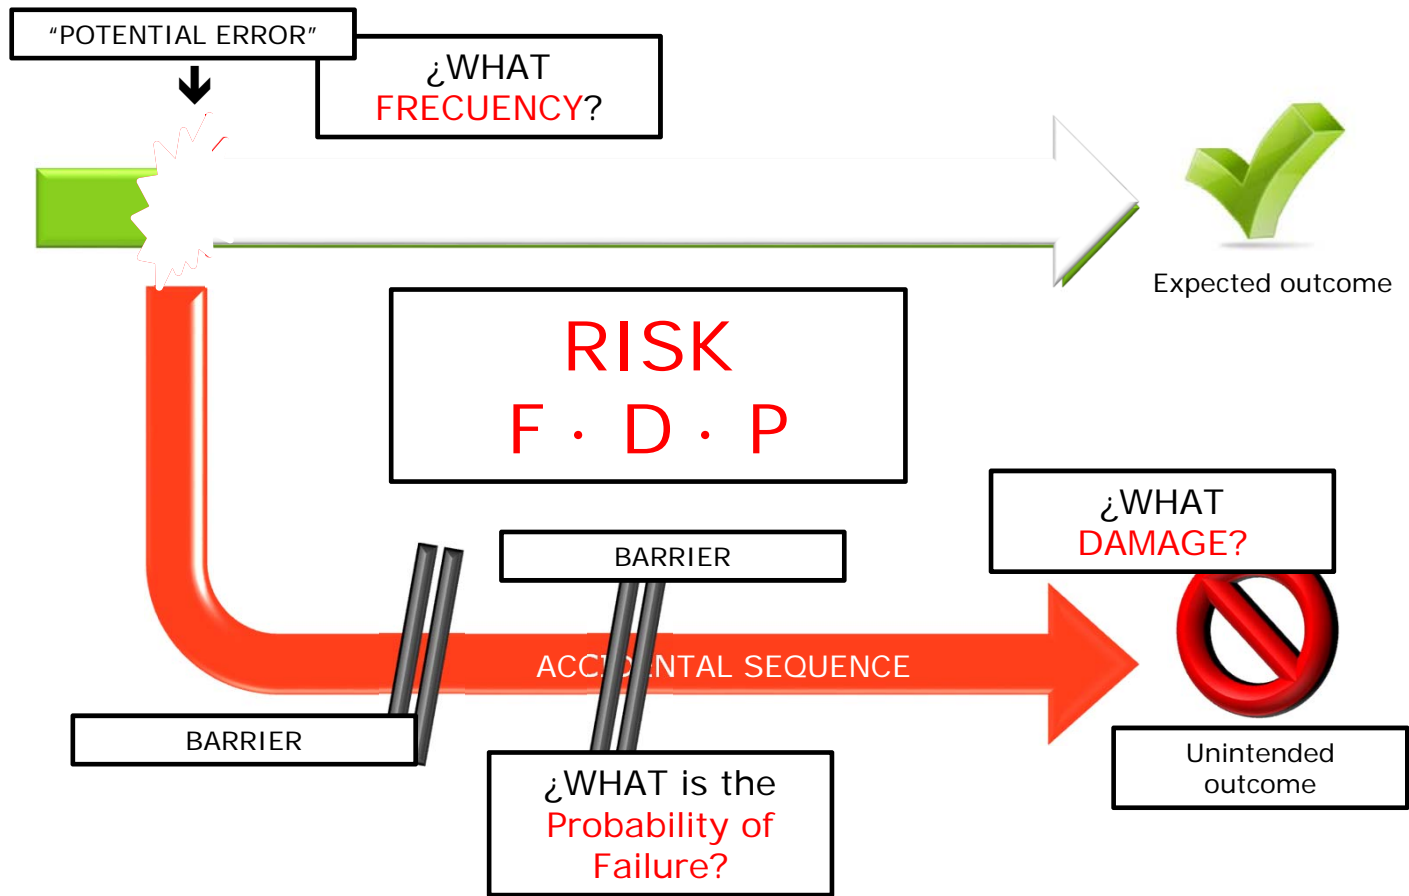 “POTENTIAL ERROR”
¿WHAT
FRECUENCY?
Expected outcome
RISK
F · D · P
¿WHAT
DAMAGE?
BARRIER
ACCIDENTAL SEQUENCE
BARRIER
Unintended
outcome
¿WHAT is the
Probability of
Failure?